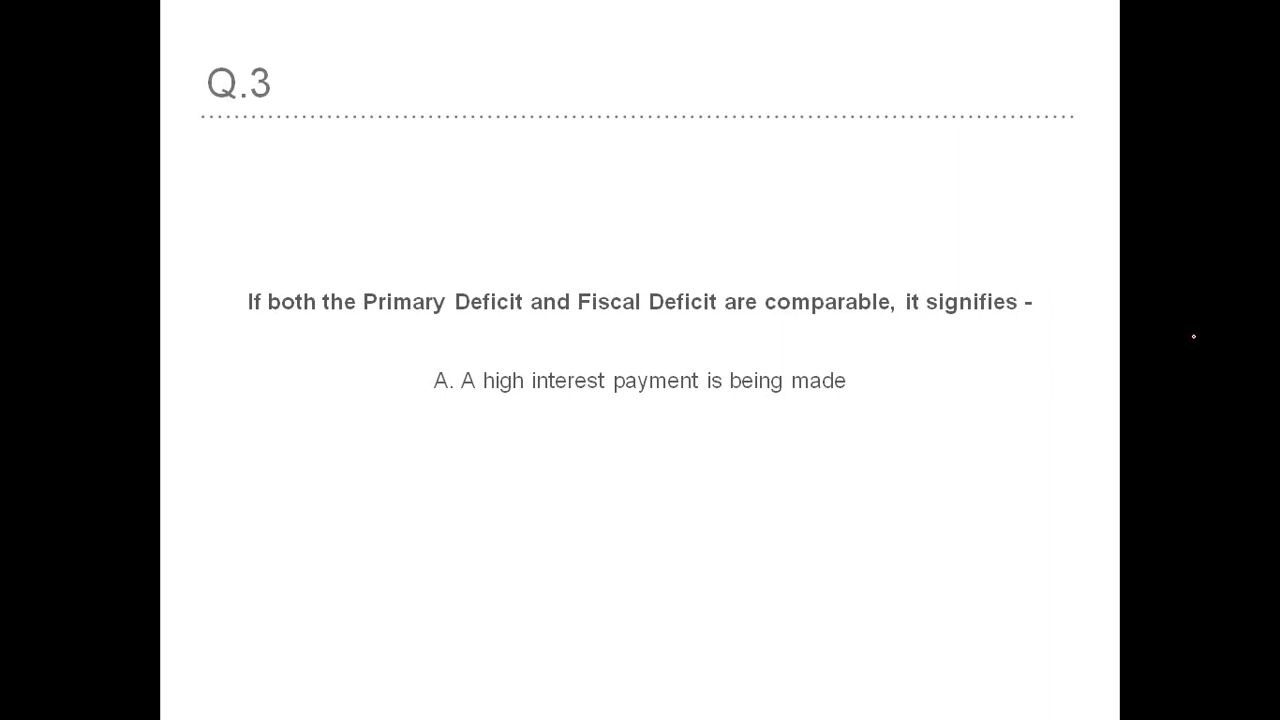 Q.3
If both the Primary Deficit and Fiscal Deficit are comparable, it signifies -
A. A high interest payment is being made